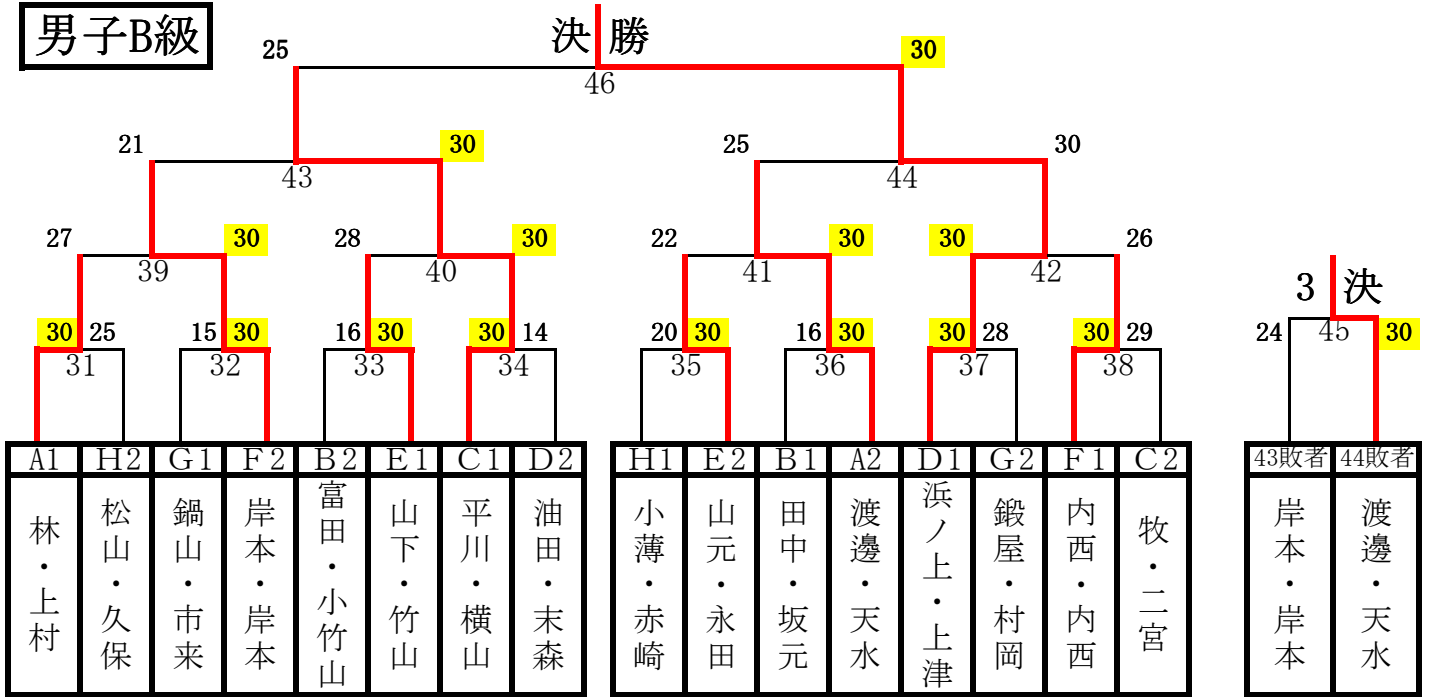 男子B級
決勝
25
30
46
21
30
25
30
43
44
27
30
28
30
22
30
30
26
39
40
41
42
3決
30 25 15 30 16 30 30 14 20 30 16 30 30 28 30 29
24 45 30
31 32 33 34 35 36 37 38
A1 H2 G1 F2 B2 E1 C1 D2 H1 E2 B1 A2 D1 G2 F1 C2 43敗者 44敗者
林・上村
松山・久保
鍋山・市来
岸本・岸本
富田・小竹山
山下・竹山
平川・横山
油田・末森
小薄・赤崎
山元・永田
田中・坂元
渡邊・天水
浜ノ上・上津
鍛屋・村岡
内西・内西
牧・二宮
岸本・岸本
渡邊・天水